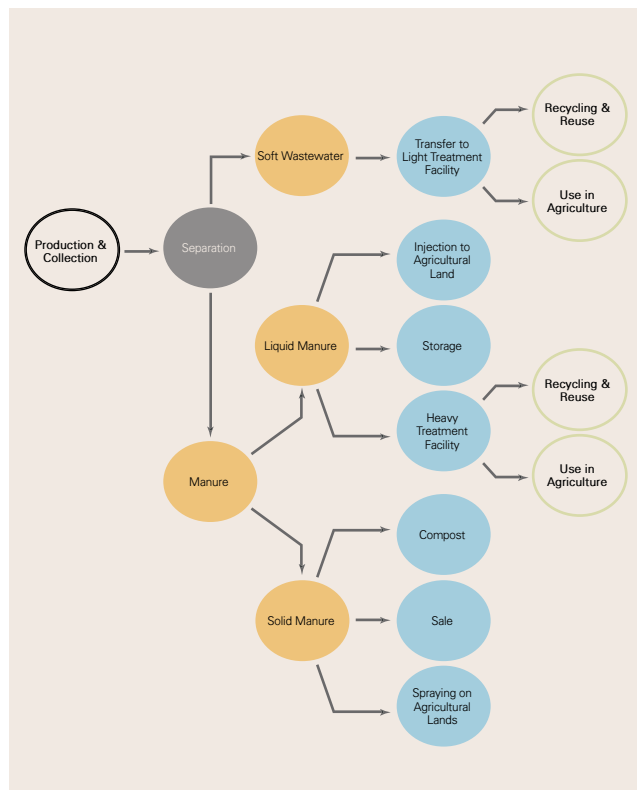 Production &
Collection
Separation
Soft Wastewater
Transfer to
Light Treatment
Facility
Recycling &
Reuse
Use in
Agriculture
Manure
Liquid Manure
Injection to
Agricultural
Land
Storage
Heavy
Treatment
Facility
Recycling &
Reuse
Use in
Agriculture
Solid Manure
Compost
Sale
Spraying on
Agricultural
Lands